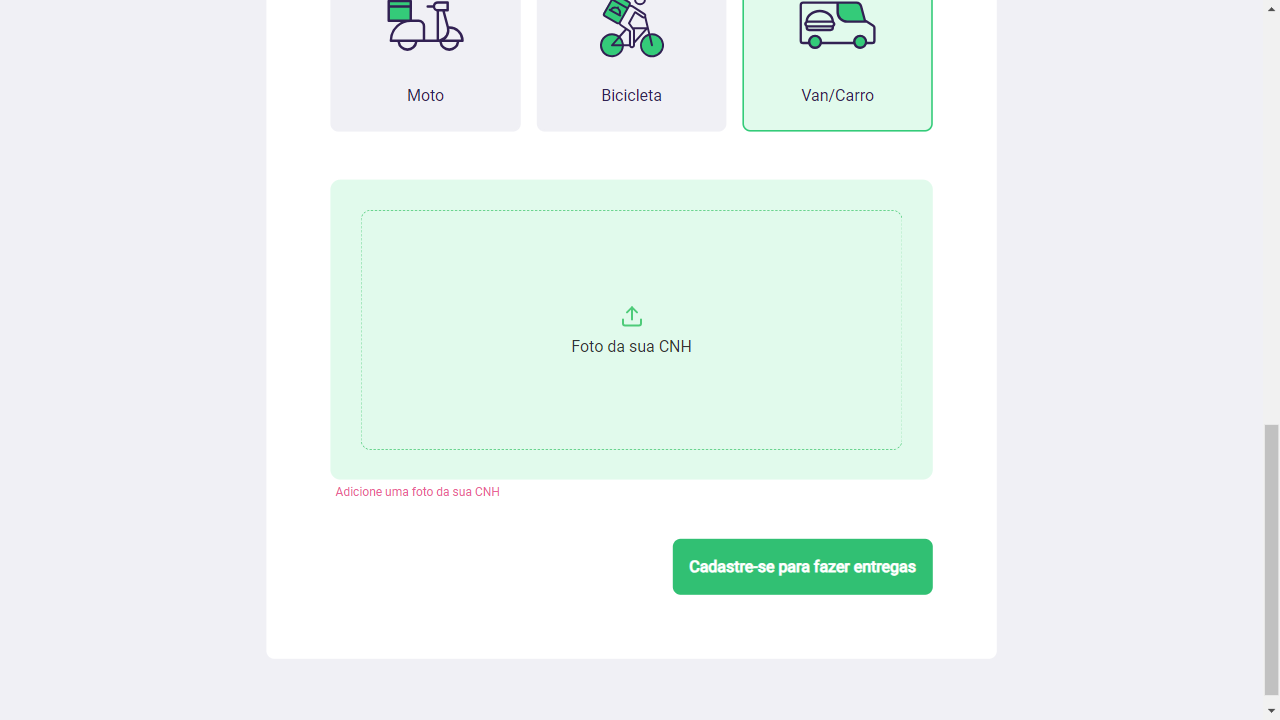 Moto
Bicicleta
Van/Carro
Foto da sua CNH
Adicione uma foto da sua CNH
Cadastre-se para fazer entregas